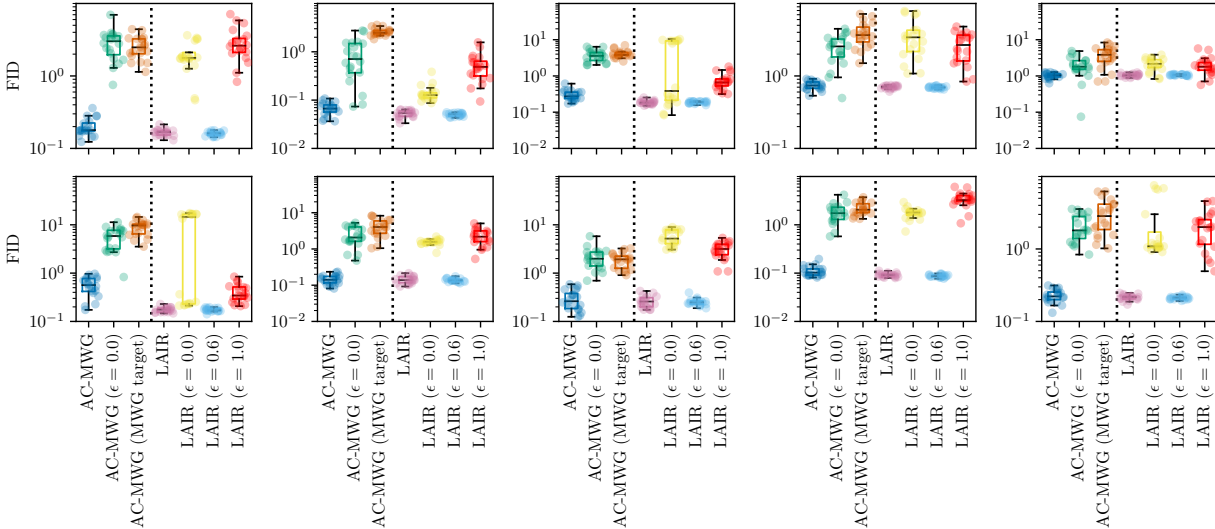 FID
10^1
10^0
10^-1
10^0
10^-1
10^-2
10^1
10^0
10^-1
10^-2
10^0
10^-1
10^2
10^1
10^0
10^-1
10^-2
FID
10^1
10^0
10^-1
10^2
10^1
10^0
10^-1
10^-2
10^1
10^0
10^-1
10^0
10^-1
10^-2
10^0
10^-1
AC-MWG
AC-MWG (ϵ = 0.0)
AC-MWG (MWG target)
LAIR
LAIR (ϵ = 0.0)
LAIR (ϵ = 0.6)
LAIR (ϵ = 1.0)
AC-MWG
AC-MWG (ϵ = 0.0)
AC-MWG (MWG target)
LAIR
LAIR (ϵ = 0.0)
LAIR (ϵ = 0.6)
LAIR (ϵ = 1.0)
AC-MWG
AC-MWG (ϵ = 0.0)
AC-MWG (MWG target)
LAIR
LAIR (ϵ = 0.0)
LAIR (ϵ = 0.6)
LAIR (ϵ = 1.0)
AC-MWG
AC-MWG (ϵ = 0.0)
AC-MWG (MWG target)
LAIR
LAIR (ϵ = 0.0)
LAIR (ϵ = 0.6)
LAIR (ϵ = 1.0)
AC-MWG
AC-MWG (ϵ = 0.0)
AC-MWG (MWG target)
LAIR
LAIR (ϵ = 0.0)
LAIR (ϵ = 0.6)
LAIR (ϵ = 1.0)